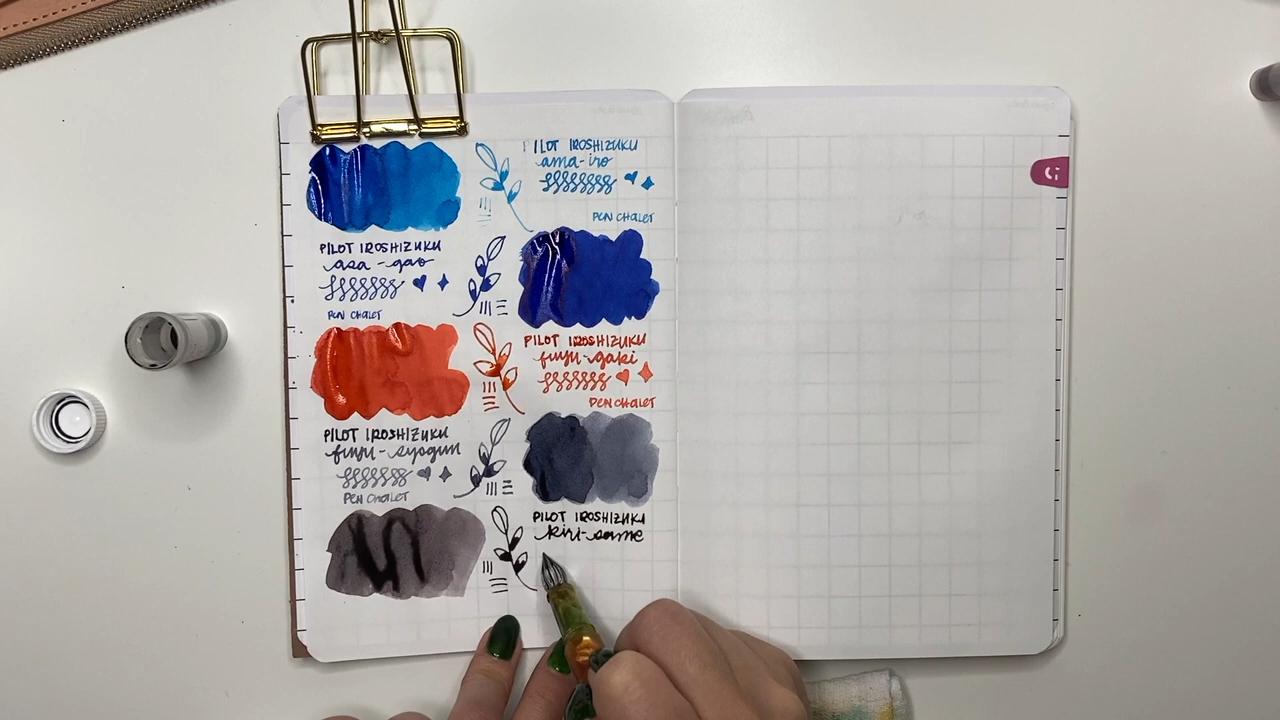 PILOT IROSHIZUKU
ama-iro
PEN CHALET
PILOT IROSHIZUKU
asa-gao
PEN CHALET
PILOT IROSHIZUKU
fuyu-gaki
PEN CHALET
PILOT IROSHIZUKU
fuyu-syogun
PEN CHALET
PILOT IROSHIZUKU
kiri-same